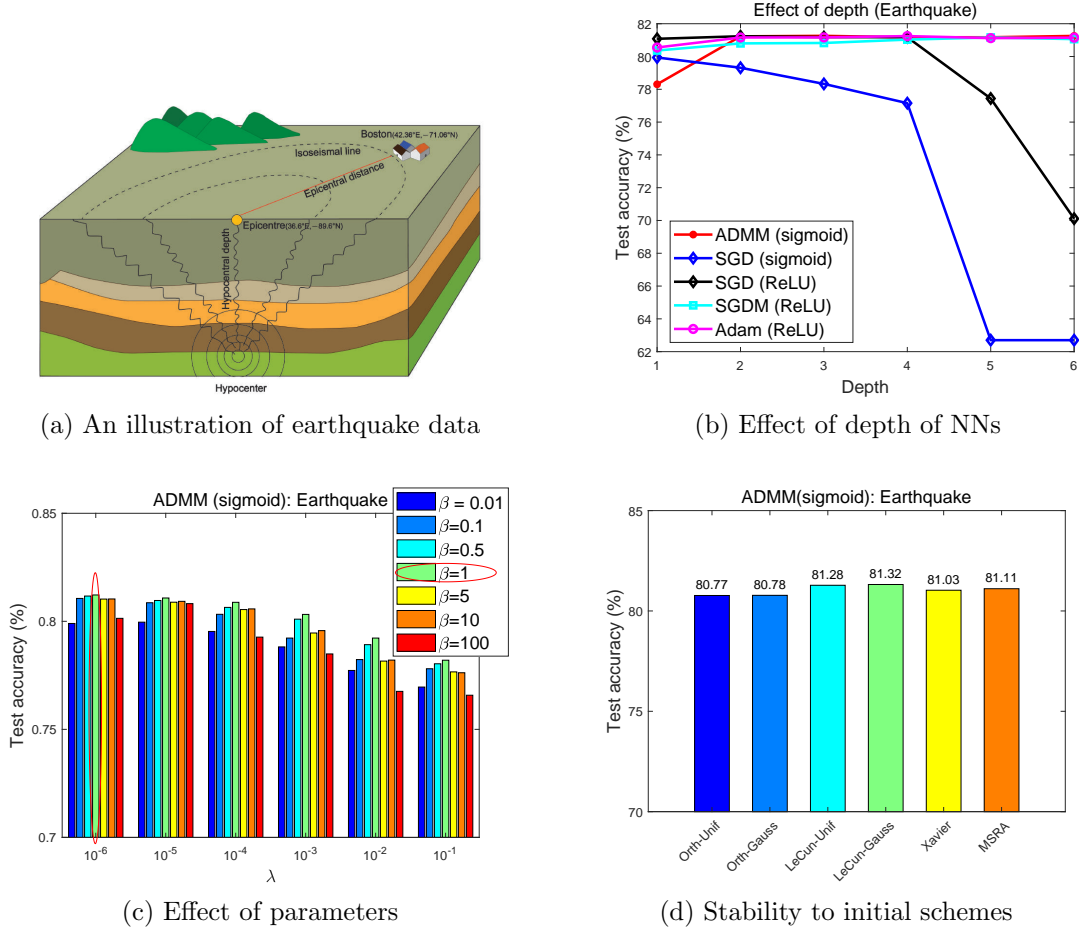 Boston(42.36°E,−71.06°N)
Isoseismal line
Epicentral distance
Epicentre(36.6°E,−89.6°N)
Hypocentral depth
Hypocenter
(a) An illustration of earthquake data
Effect of depth (Earthquake)
82
80
78
76
74
72
70
68
66
64
62
Test accuracy (%)
ADMM (sigmoid)
SGD (sigmoid)
SGD (ReLU)
SGDM (ReLU)
Adam (ReLU)
1 2 3 4 5 6
Depth
(b) Effect of depth of NNs
ADMM (sigmoid): Earthquake
0.85
0.8
0.75
0.7
Test accuracy (%)
β = 0.01
β=0.1
β=0.5
β=1
β=5
β=10
β=100
10⁻⁶ 10⁻⁵ 10⁻⁴ 10⁻³ 10⁻² 10⁻¹
λ
(c) Effect of parameters
ADMM(sigmoid): Earthquake
85
80
75
70
Test accuracy (%)
80.77 80.78 81.28 81.32 81.03 81.11
Orth-Unif
Orth-Gauss
LeCun-Unif
LeCun-Gauss
Xavier
MSRA
(d) Stability to initial schemes